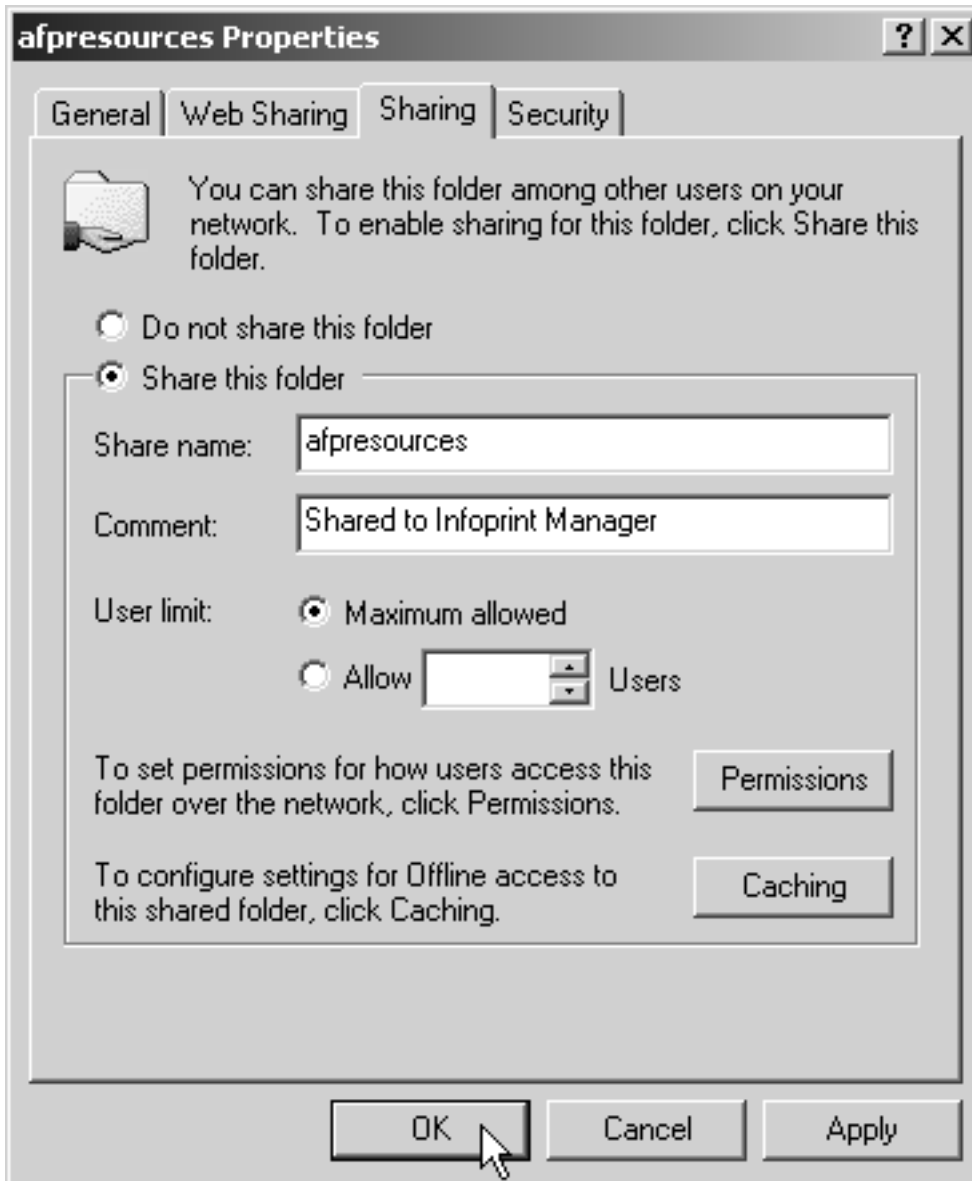 afpresources Properties
General Web Sharing Sharing Security
You can share this folder among other users on your
network. To enable sharing for this folder, click Share this
folder.
Do not share this folder
Share this folder
Share name: afpresources
Comment: Shared to Infoprint Manager
User limit: Maximum allowed
Allow Users
To set permissions for how users access this
folder over the network, click Permissions.
Permissions
To configure settings for Offline access to
this shared folder, click Caching.
Caching
OK Cancel Apply